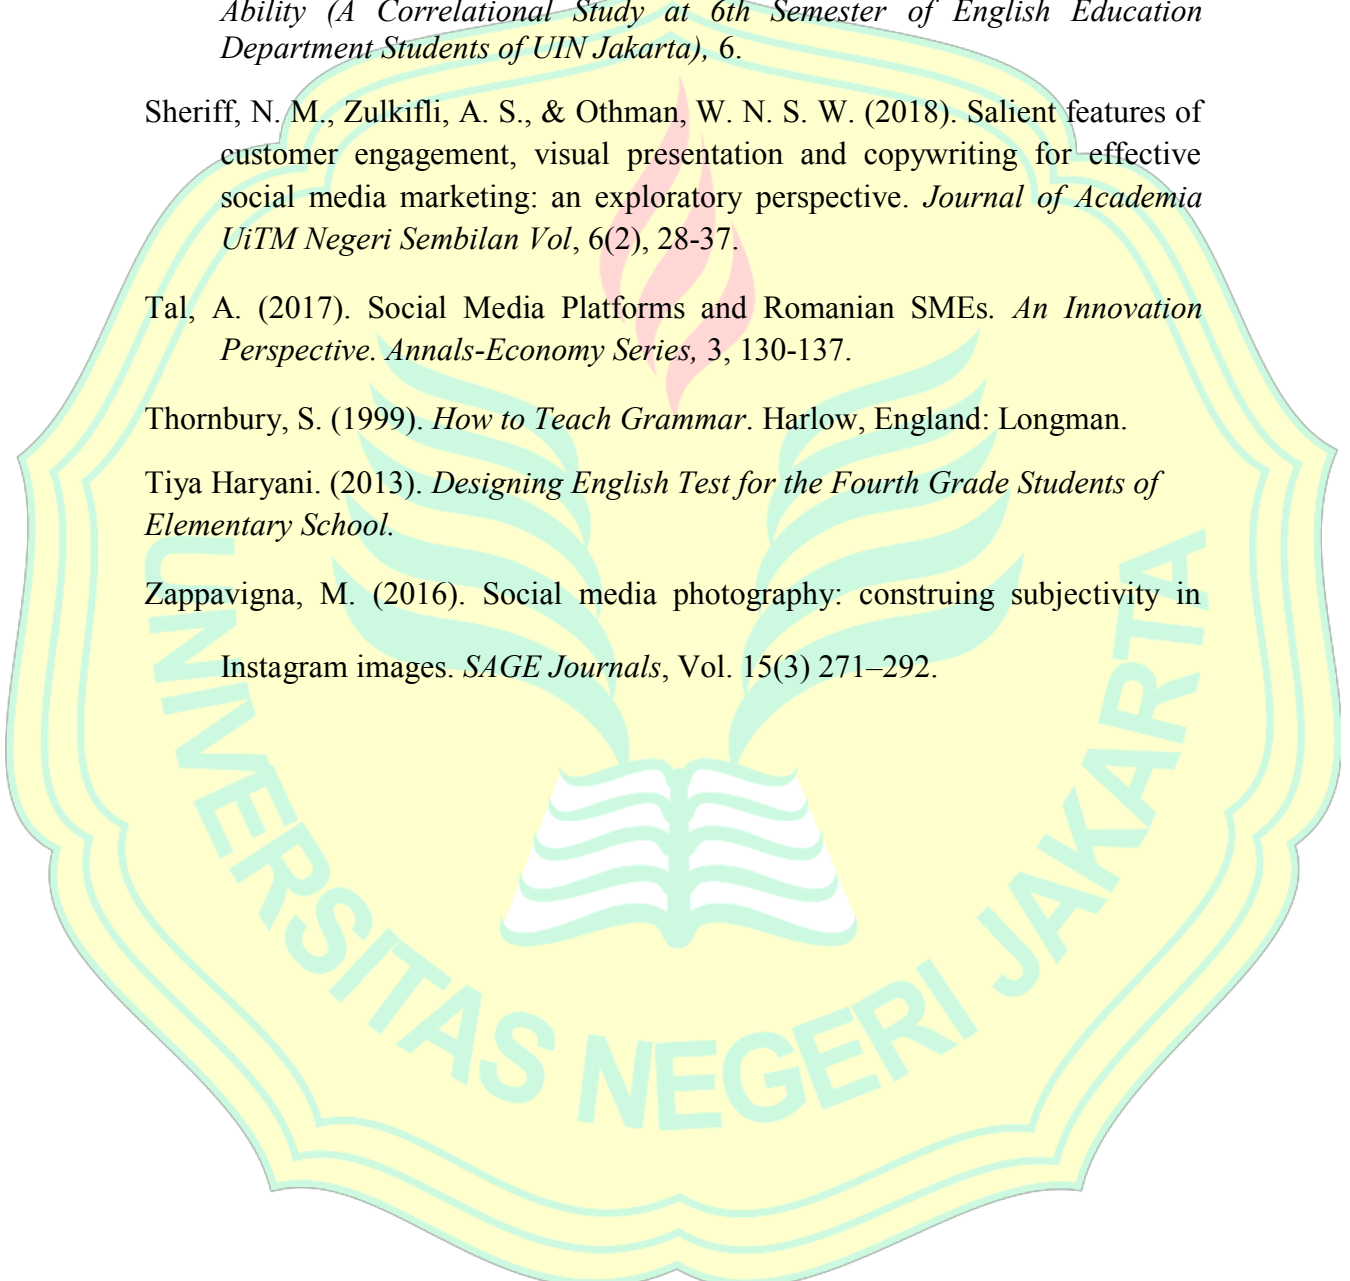 Ability (A Correlational Study at 6th Semester of English Education
Department Students of UIN Jakarta), 6.
Sheriff, N. M., Zulkifli, A. S., & Othman, W. N. S. W. (2018). Salient features of
customer engagement, visual presentation and copywriting for effective
social media marketing: an exploratory perspective. Journal of Academia
UiTM Negeri Sembilan Vol, 6(2), 28-37.
Tal, A. (2017). Social Media Platforms and Romanian SMEs. An Innovation
Perspective. Annals-Economy Series, 3, 130-137.
Thornbury, S. (1999). How to Teach Grammar. Harlow, England: Longman.
Tiya Haryani. (2013). Designing English Test for the Fourth Grade Students of
Elementary School.
Zappavigna, M. (2016). Social media photography: construing subjectivity in
Instagram images. SAGE Journals, Vol. 15(3) 271–292.
UNIVERSITAS NEGERI JAKARTA